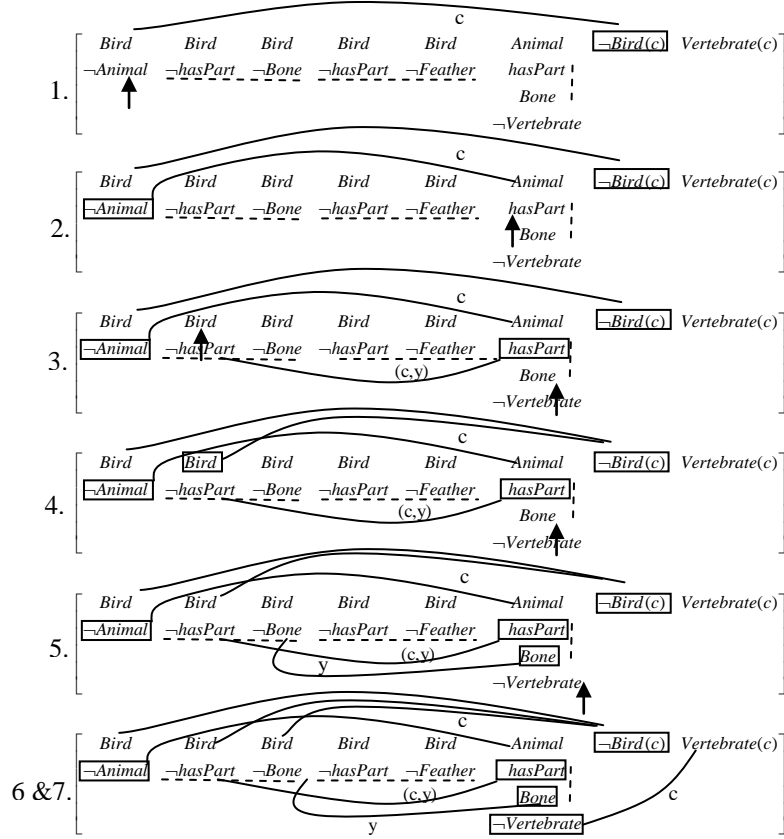 c
Bird Bird Bird Bird Bird Animal ¬Bird(c) Vertebrate(c)
¬Animal ¬hasPart ¬Bone ¬hasPart ¬Feather hasPart
1.
Bone
¬Vertebrate
c
Bird Bird Bird Bird Bird Animal ¬Bird(c) Vertebrate(c)
¬Animal ¬hasPart ¬Bone ¬hasPart ¬Feather hasPart
2.
Bone
¬Vertebrate
c
Bird Bird Bird Bird Bird Animal ¬Bird(c) Vertebrate(c)
¬Animal ¬hasPart ¬Bone ¬hasPart ¬Feather hasPart
3.
(c,y)
Bone
¬Vertebrate
c
Bird Bird Bird Bird Bird Animal ¬Bird(c) Vertebrate(c)
¬Animal ¬hasPart ¬Bone ¬hasPart ¬Feather hasPart
4.
(c,y)
Bone
¬Vertebrate
c
Bird Bird Bird Bird Bird Animal ¬Bird(c) Vertebrate(c)
¬Animal ¬hasPart ¬Bone ¬hasPart ¬Feather hasPart
5.
y (c,y) Bone
¬Vertebrate
c
Bird Bird Bird Bird Bird Animal ¬Bird(c) Vertebrate(c)
¬Animal ¬hasPart ¬Bone ¬hasPart ¬Feather hasPart
6 &7.
(c,y) Bone c
y ¬Vertebrate